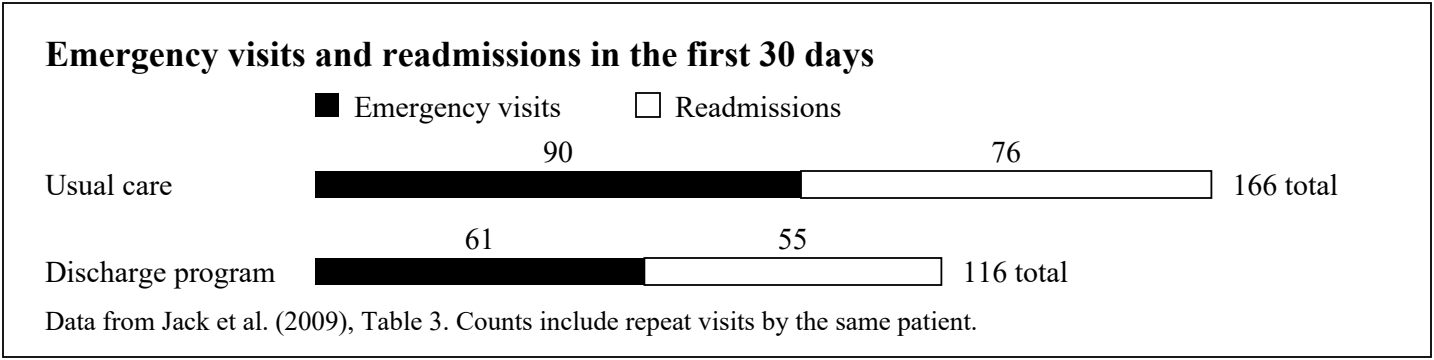 Emergency visits and readmissions in the first 30 days
Emergency visits Readmissions
90 76
Usual care 166 total
61 55
Discharge program 116 total
Data from Jack et al. (2009), Table 3. Counts include repeat visits by the same patient.